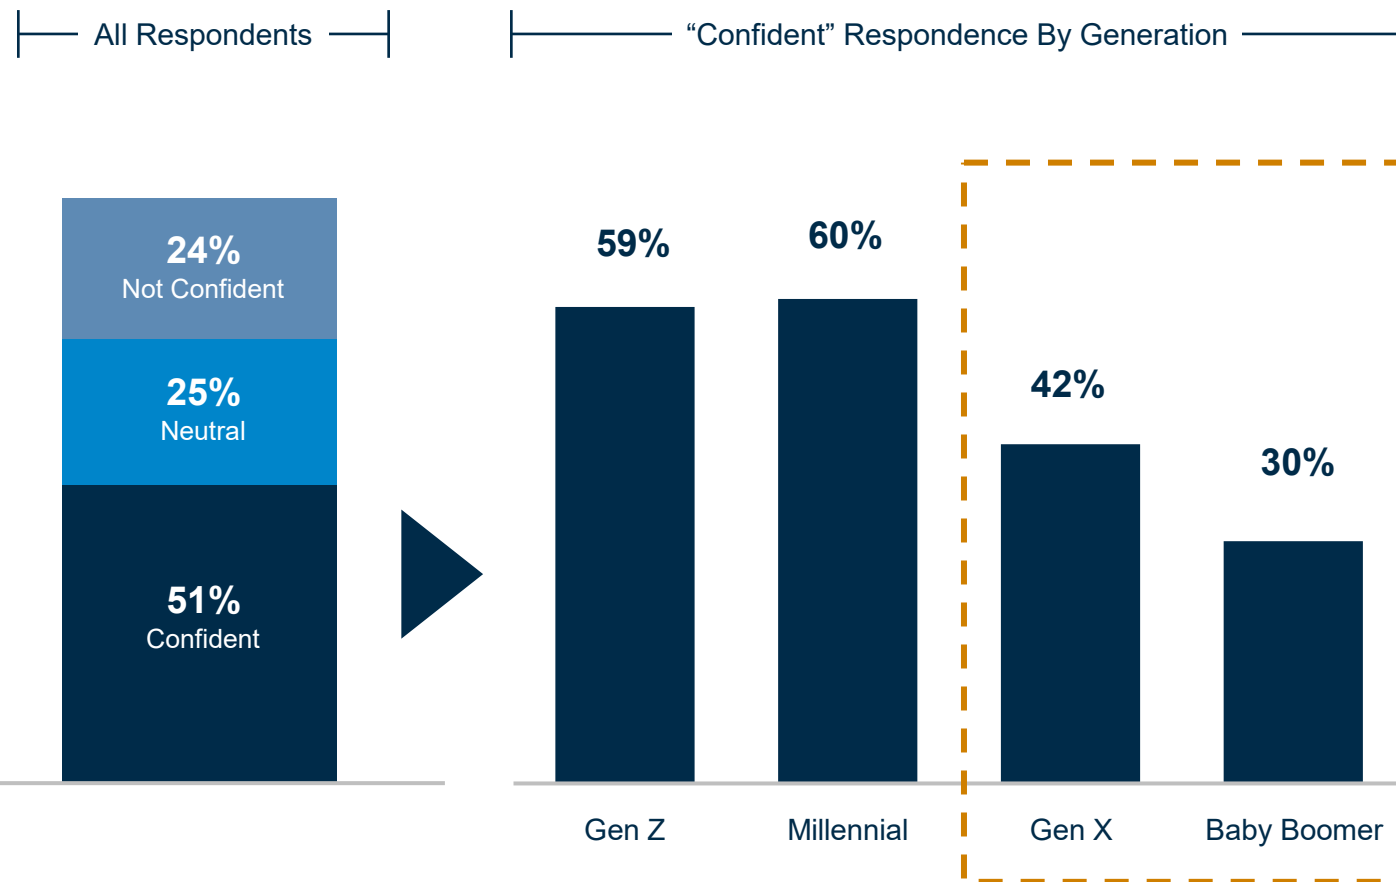 All Respondents
“Confident” Respondence By Generation
24%
Not Confident
25%
Neutral
51%
Confident
59%
60%
42%
30%
Gen Z
Millennial
Gen X
Baby Boomer